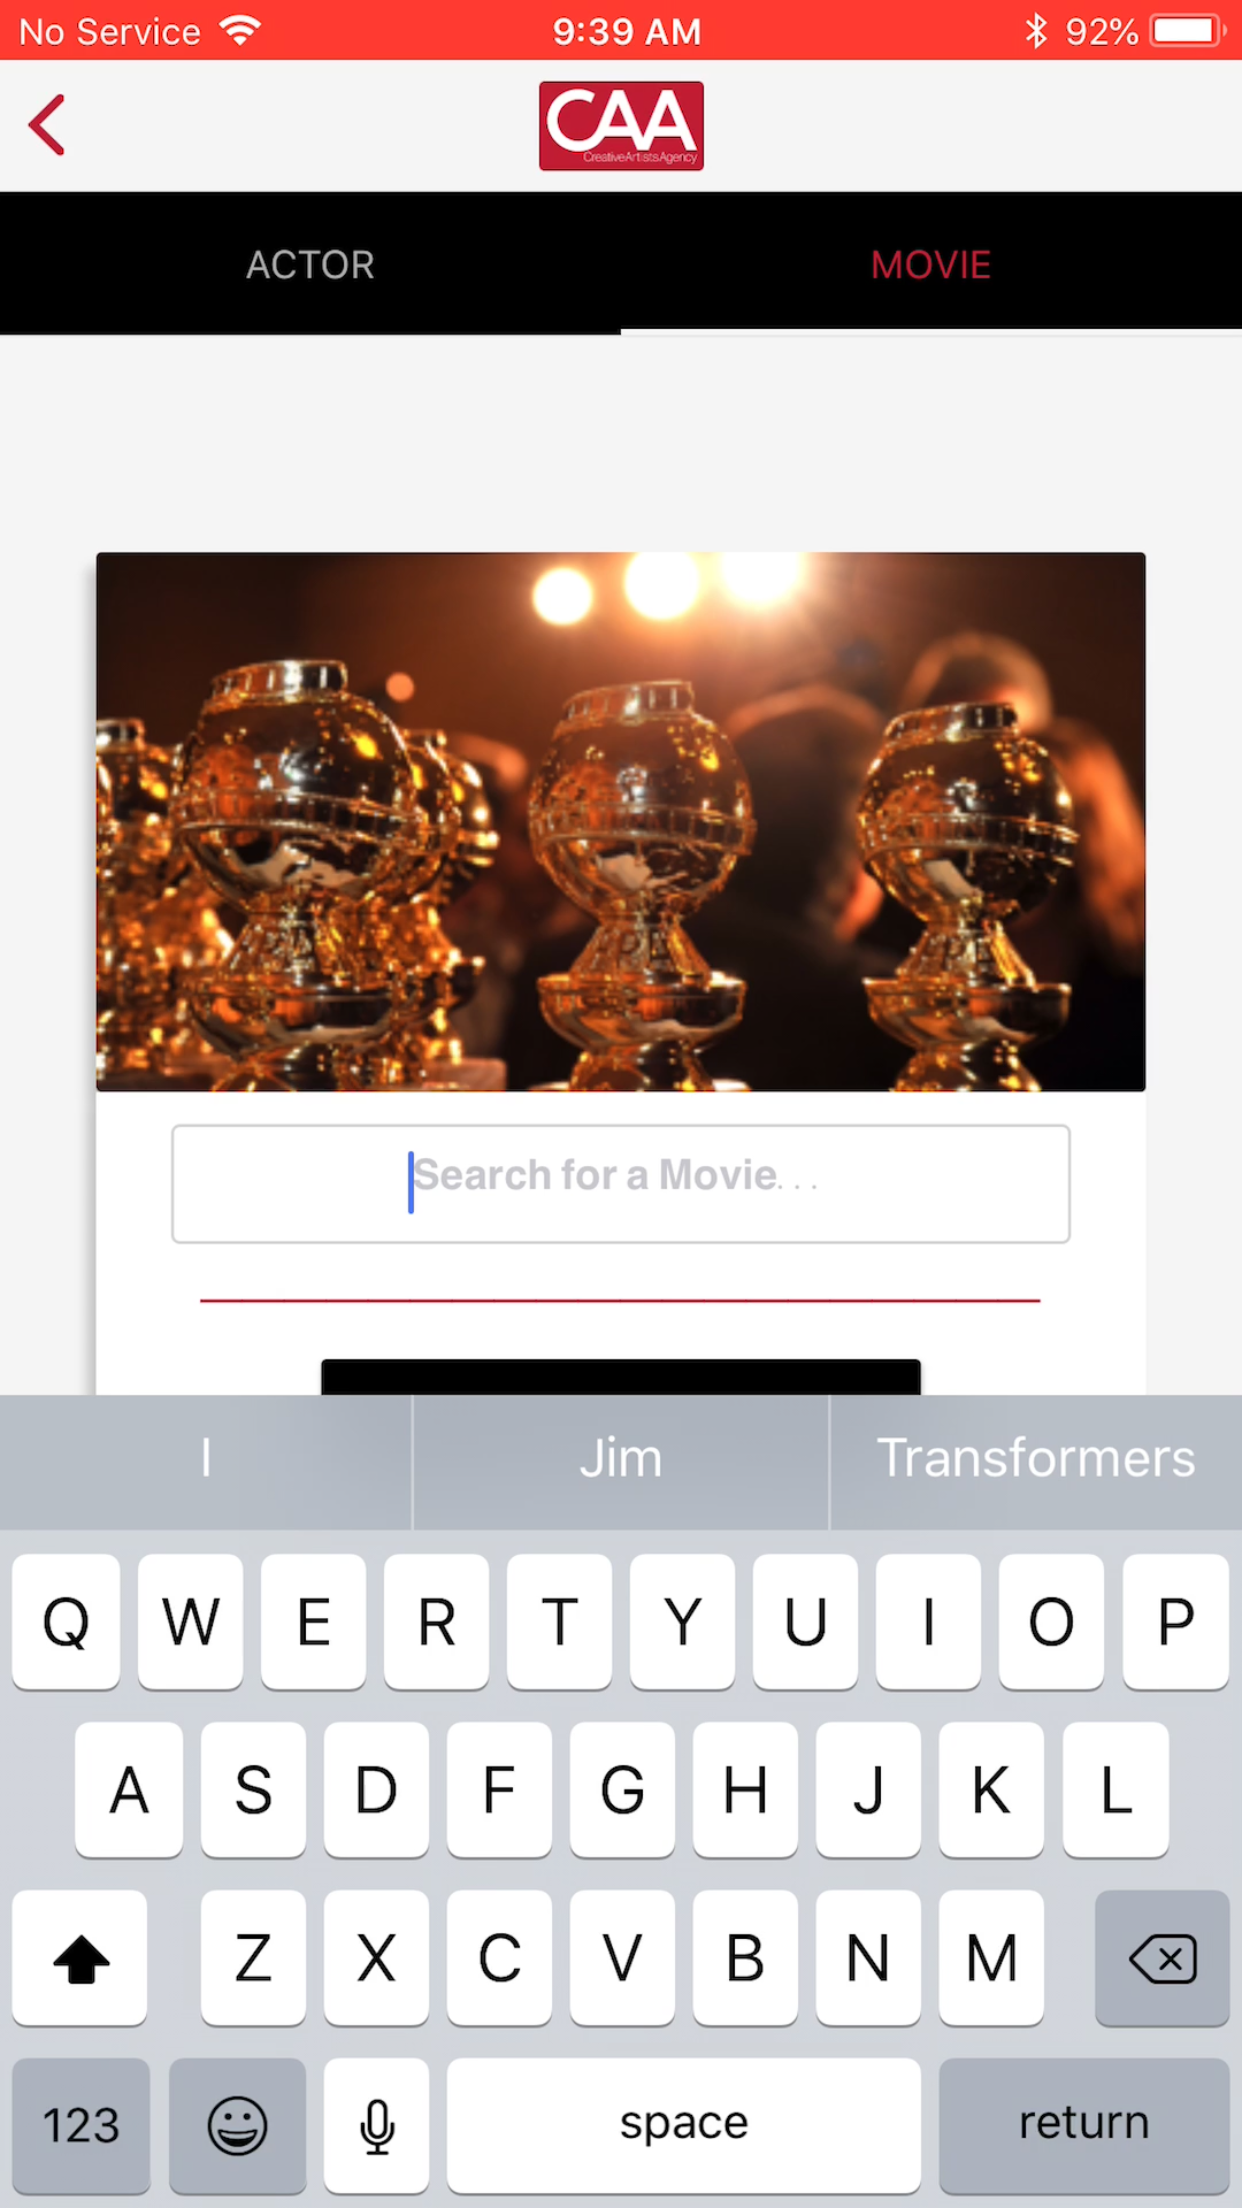 No Service 9:39 AM 92%
CAA
CreativeArtistsAgency
ACTOR MOVIE
Search for a Movie. . .
I Jim Transformers
Q W E R T Y U I O P
A S D F G H J K L
Z X C V B N M
123 space return